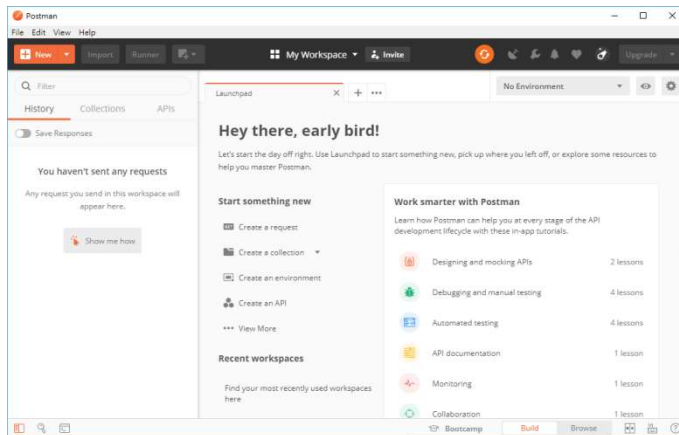 Postman
File Edit View Help
New Import Runner My Workspace Invite Upgrade
Filter
History Collections APIs
Save Responses
You haven't sent any requests
Any request you send in this workspace will
appear here.
Show me how
Launchpad
No Environment
Hey there, early bird!
Let's start the day off right. Use Launchpad to start something new, pick up where you left off, or explore some resources to
help you master Postman.
Start something new
Create a request
Create a collection
Create an environment
Create an API
View More
Recent workspaces
Find your most recently used workspaces
here
Work smarter with Postman
Learn how Postman can help you at every stage of the API
development lifecycle with these in-app tutorials.
Designing and mocking APIs 2 lessons
Debugging and manual testing 4 lessons
Automated testing 4 lessons
API documentation 1 lesson
Monitoring 1 lesson
Collaboration 1 lesson
Bootcamp Build Browse